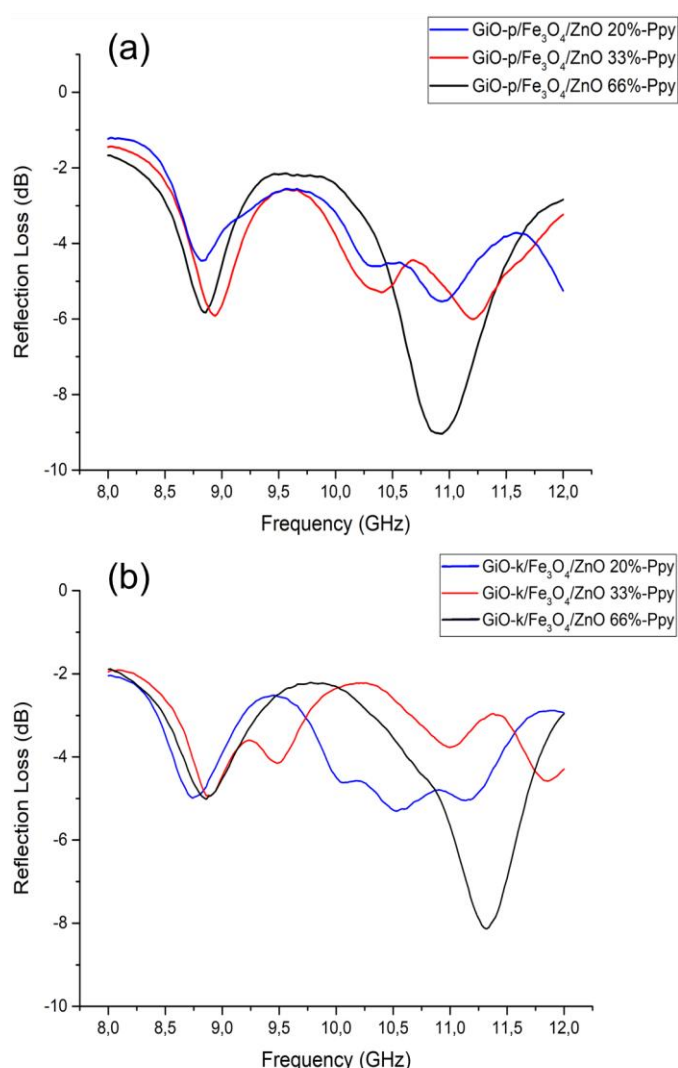 (a)
GiO-p/Fe₃O₄/ZnO 20%-Ppy
GiO-p/Fe₃O₄/ZnO 33%-Ppy
GiO-p/Fe₃O₄/ZnO 66%-Ppy
0
-2
-4
-6
-8
-10
Reflection Loss (dB)
8,0 8,5 9,0 9,5 10,0 10,5 11,0 11,5 12,0
Frequency (GHz)
(b)
GiO-k/Fe₃O₄/ZnO 20%-Ppy
GiO-k/Fe₃O₄/ZnO 33%-Ppy
GiO-k/Fe₃O₄/ZnO 66%-Ppy
0
-2
-4
-6
-8
-10
Reflection Loss (dB)
8,0 8,5 9,0 9,5 10,0 10,5 11,0 11,5 12,0
Frequency (GHz)